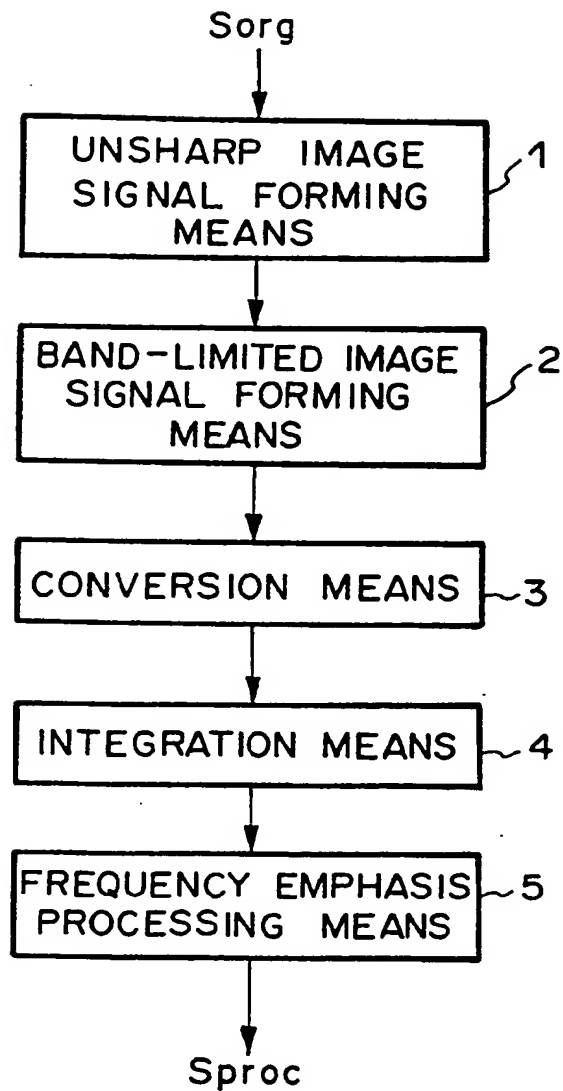 Sorg
UNSHARP IMAGE 1
SIGNAL FORMING
MEANS
BAND-LIMITED IMAGE 2
SIGNAL FORMING
MEANS
CONVERSION MEANS 3
INTEGRATION MEANS 4
FREQUENCY EMPHASIS 5
PROCESSING MEANS
Sproc